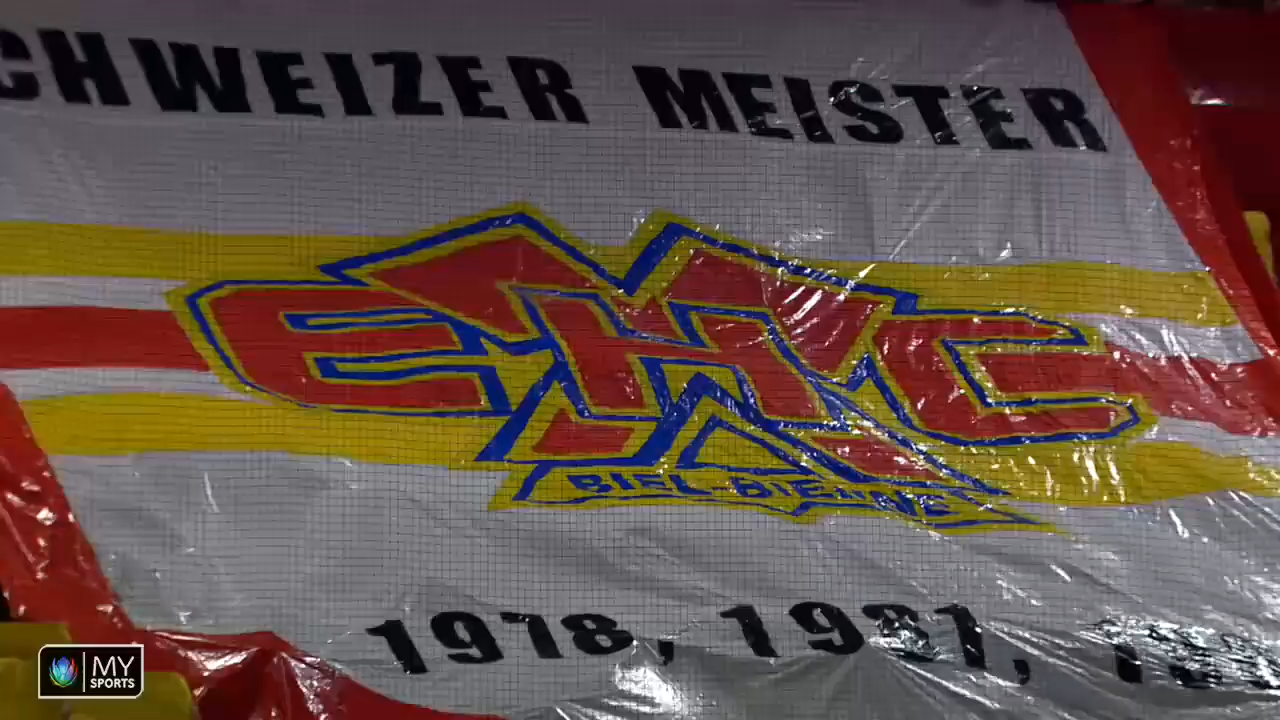 CHWEIZER MEISTER
EHC
BIEL-BIENNE
1978, 1981,
MY
SPORTS